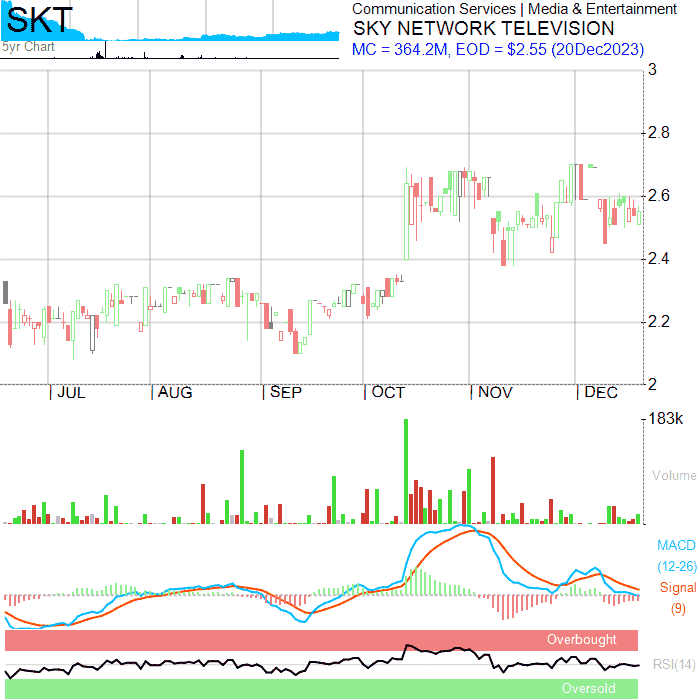 SKT
5yr Chart
Communication Services | Media & Entertainment
SKY NETWORK TELEVISION
MC = 364.2M, EOD = $2.55 (20Dec2023)
3
2.8
2.6
2.4
2.2
2
JUL AUG SEP OCT NOV DEC
183k
Volume
MACD
(12-26)
Signal
(9)
Overbought
RSI(14)
Oversold